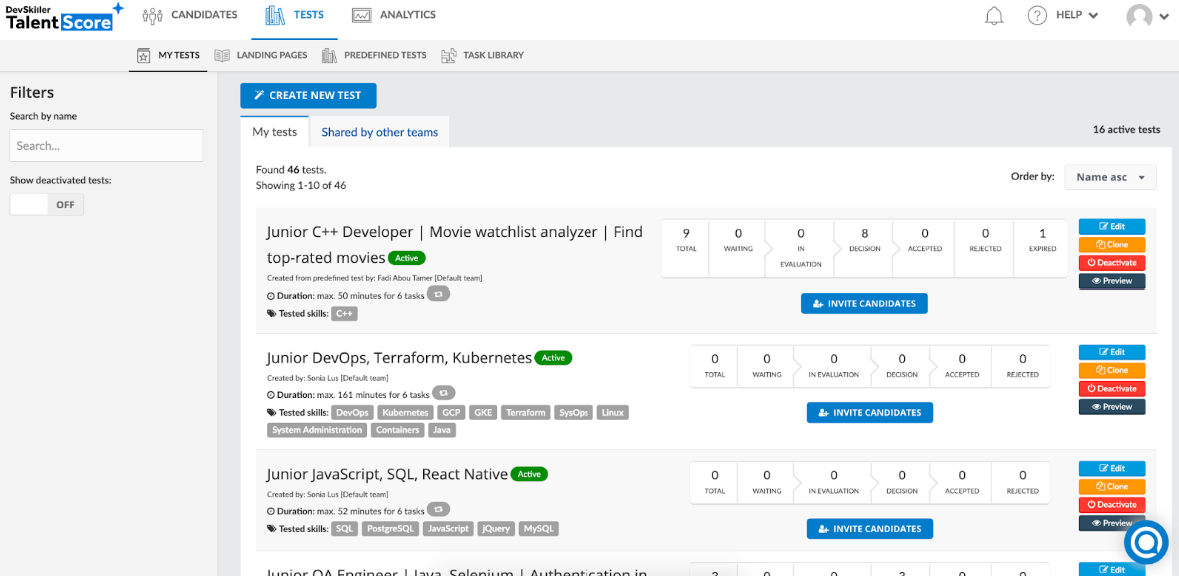 DevSkiller
TalentScore
CANDIDATES
TESTS
ANALYTICS
HELP
MY TESTS
LANDING PAGES
PREDEFINED TESTS
TASK LIBRARY
Filters
Search by name
Search...
Show deactivated tests:
OFF
CREATE NEW TEST
My tests
Shared by other teams
16 active tests
Found 46 tests.
Showing 1-10 of 46
Order by:
Name asc
Junior C++ Developer | Movie watchlist analyzer | Find
top-rated movies Active
Created from predefined test by: Fadi Abou Tamer [Default team]
Duration: max. 50 minutes for 6 tasks
Tested skills: C++
9 0 0 8 0 0 1
TOTAL WAITING IN EVALUATION DECISION ACCEPTED REJECTED EXPIRED
INVITE CANDIDATES
Edit
Clone
Deactivate
Preview
Junior DevOps, Terraform, Kubernetes Active
Created by: Sonia Lus [Default team]
Duration: max. 161 minutes for 6 tasks
Tested skills: DevOps Kubernetes GCP GKE Terraform SysOps Linux
System Administration Containers Java
0 0 0 0 0 0
TOTAL WAITING IN EVALUATION DECISION ACCEPTED REJECTED
INVITE CANDIDATES
Edit
Clone
Deactivate
Preview
Junior JavaScript, SQL, React Native Active
Created by: Sonia Lus [Default team]
Duration: max. 52 minutes for 6 tasks
Tested skills: SQL PostgreSQL JavaScript jQuery MySQL
0 0 0 0 0 0
TOTAL WAITING IN EVALUATION DECISION ACCEPTED REJECTED
INVITE CANDIDATES
Edit
Clone
Deactivate
Preview
Junior QA Engineer | Java, Selenium | Authentication in
Edit